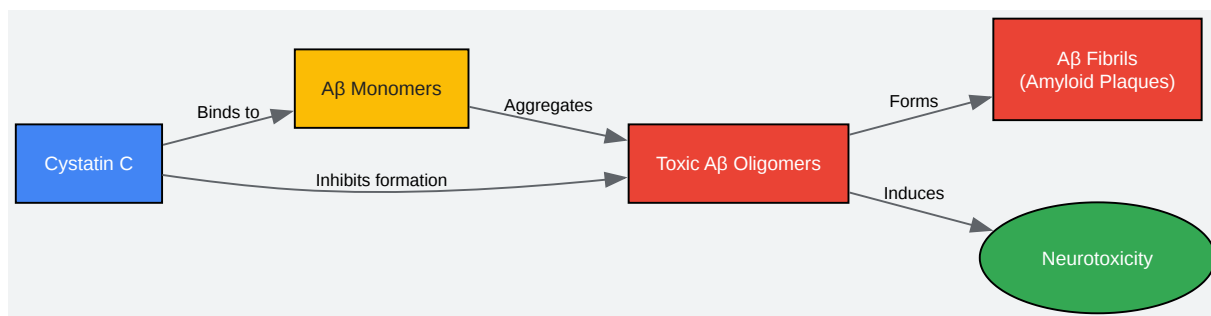 Cystatin C
Binds to
Aβ Monomers
Inhibits formation
Aggregates
Toxic Aβ Oligomers
Forms
Aβ Fibrils
(Amyloid Plaques)
Induces
Neurotoxicity